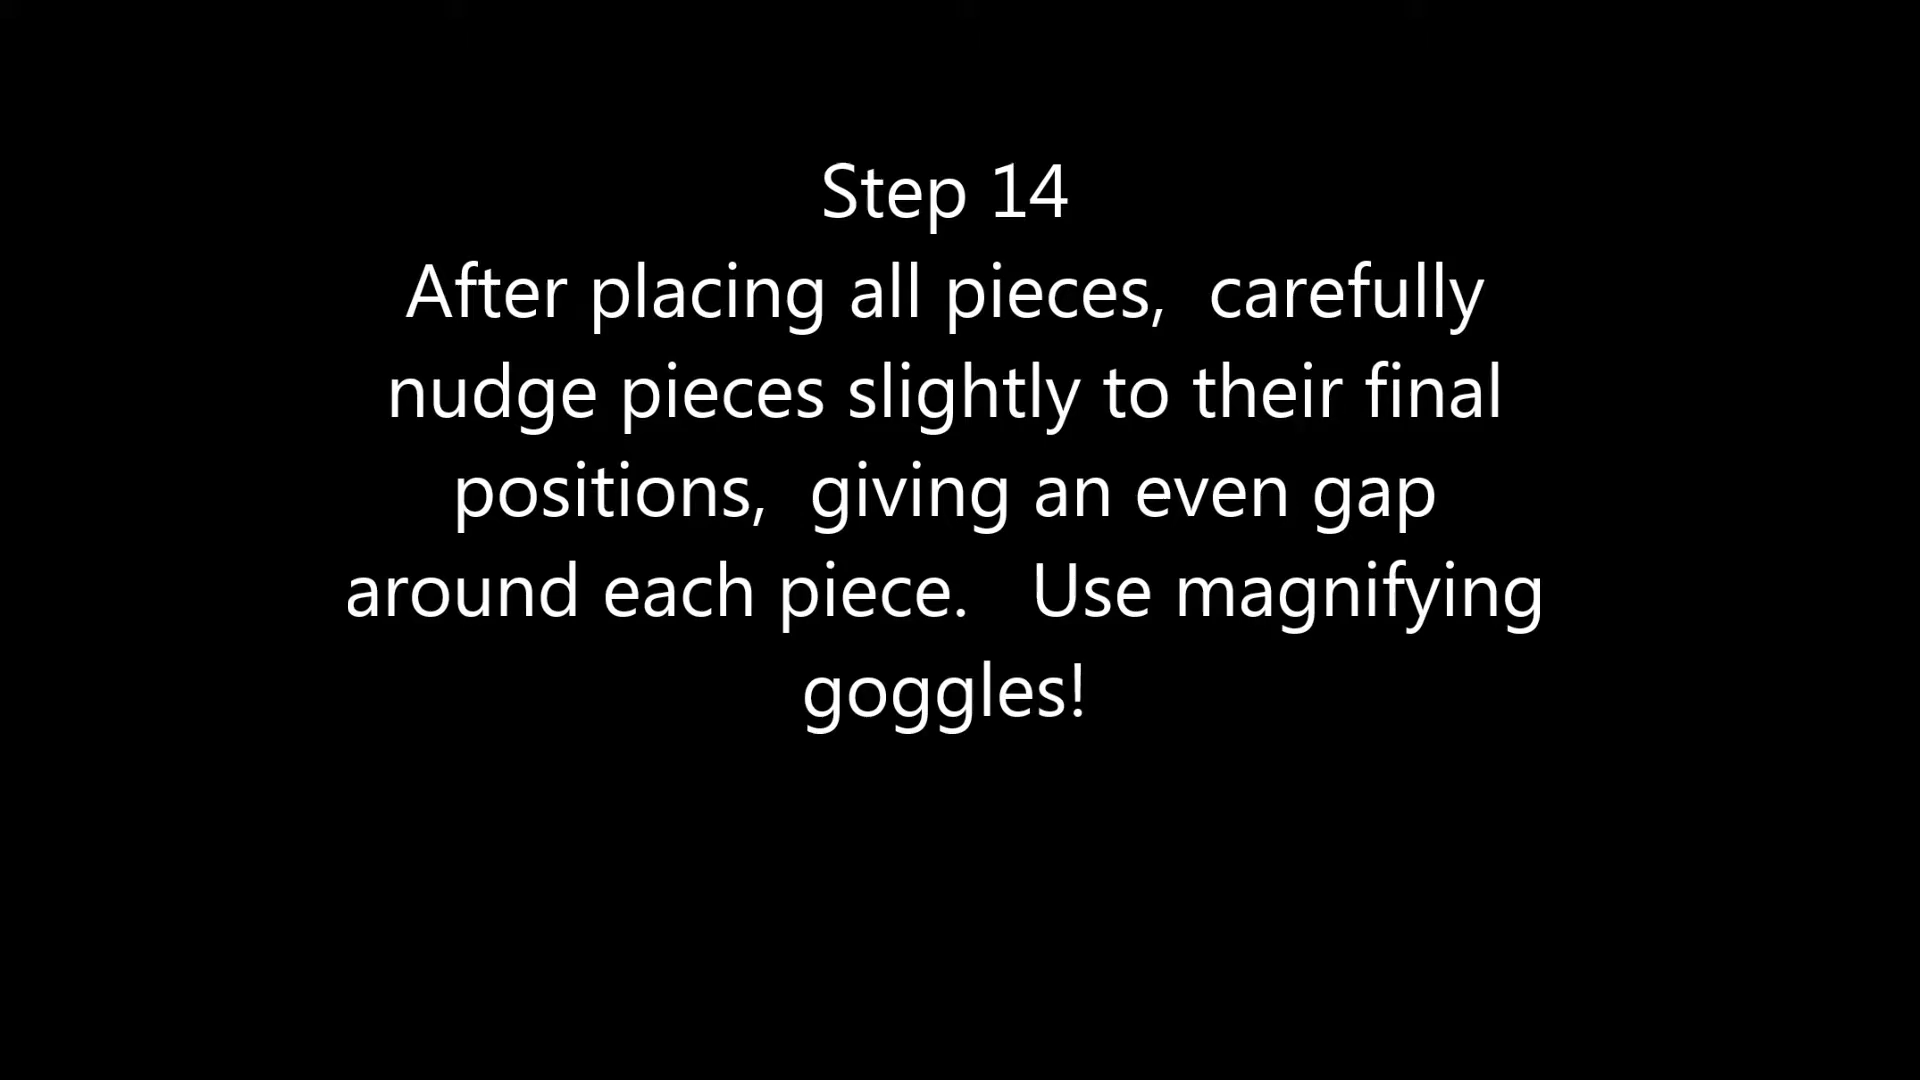 Step 14
After placing all pieces,  carefully
nudge pieces slightly to their final
positions,  giving an even gap
around each piece.   Use magnifying
goggles!